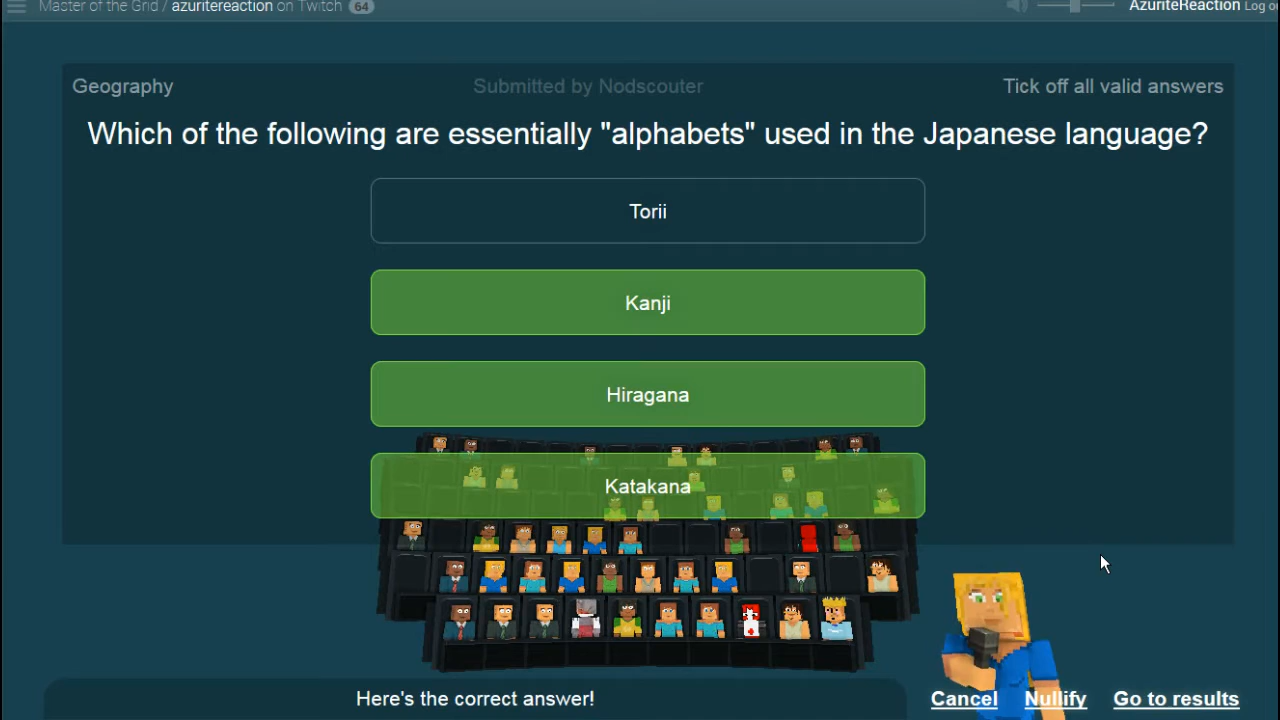 Master of the Grid / azuritereaction on Twitch 64
AzuriteReaction Log
Geography
Submitted by Nodscouter
Tick off all valid answers
Which of the following are essentially "alphabets" used in the Japanese language?
Torii
Kanji
Hiragana
Katakana
Here's the correct answer!
Cancel Nullify Go to results